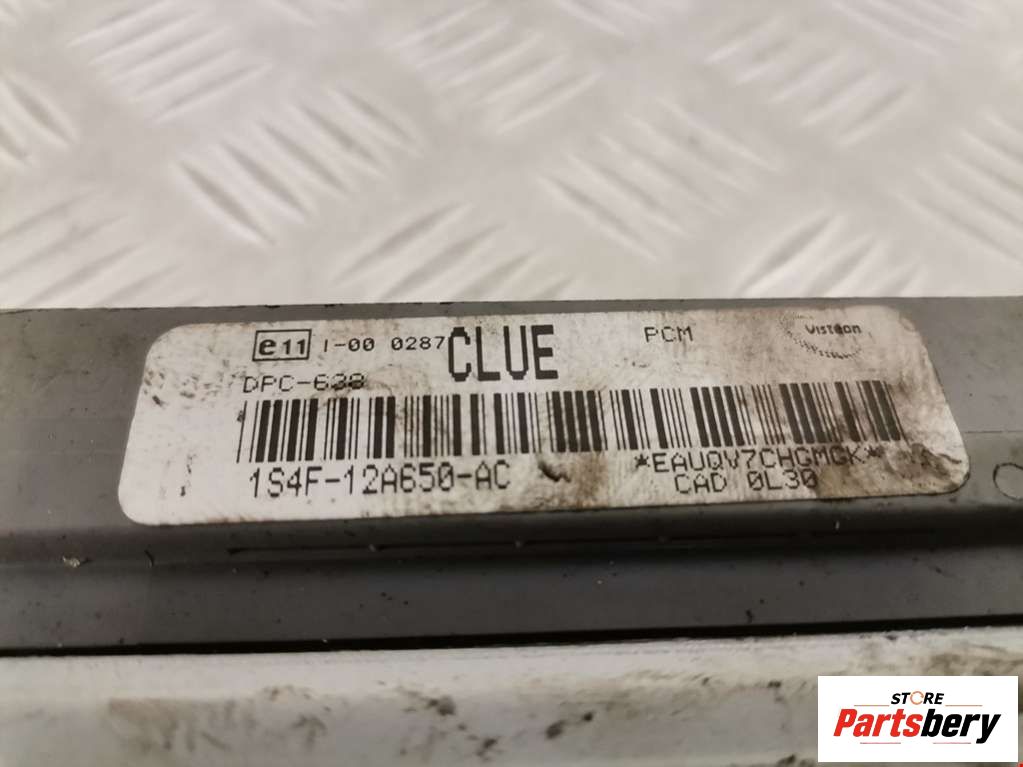 e11 I-00 0287 CLUE PCM Visteon
DPC-638
1S4F-12A650-AC *EAUQV7CHGMGK*
CAD 0L30
STORE
Partsbery